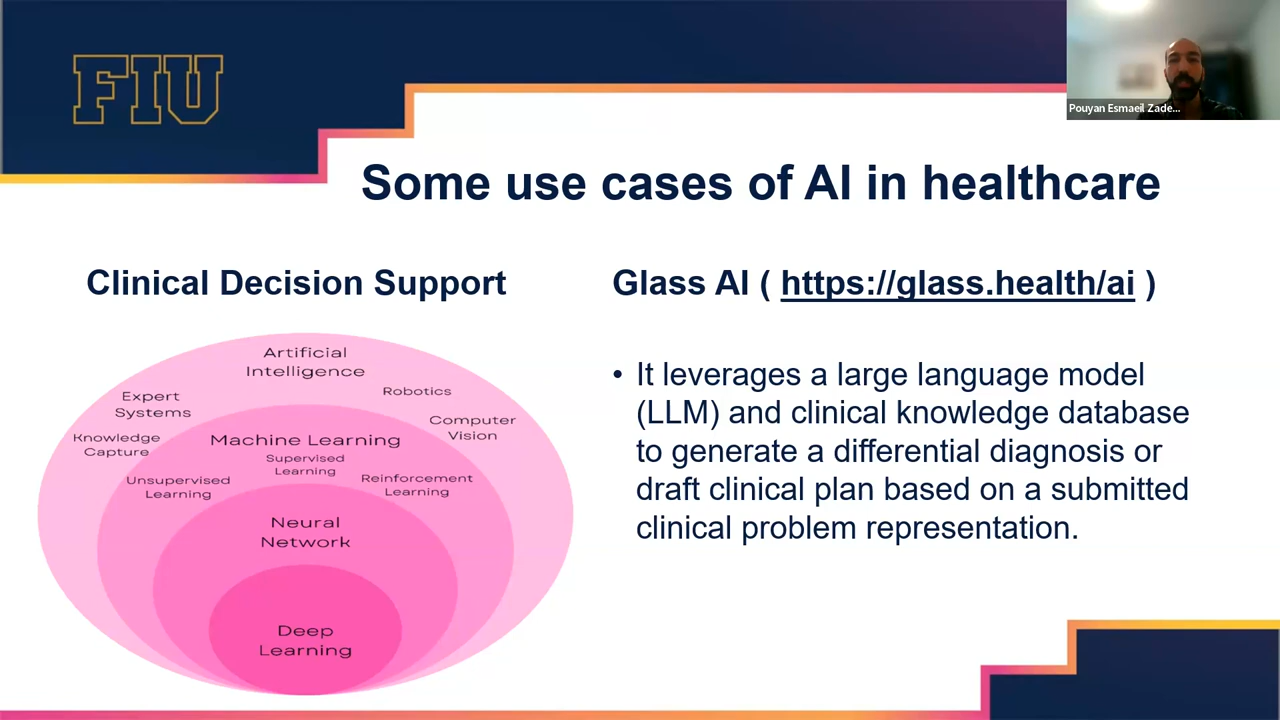 FIU
Pouyan Esmaeil Zade...
Some use cases of AI in healthcare
Clinical Decision Support
Artificial
Intelligence
Expert
Systems
Robotics
Knowledge
Capture
Computer
Vision
Machine Learning
Supervised
Learning
Unsupervised
Learning
Reinforcement
Learning
Neural
Network
Deep
Learning
Glass AI ( https://glass.health/ai )
• It leverages a large language model
(LLM) and clinical knowledge database
to generate a differential diagnosis or
draft clinical plan based on a submitted
clinical problem representation.